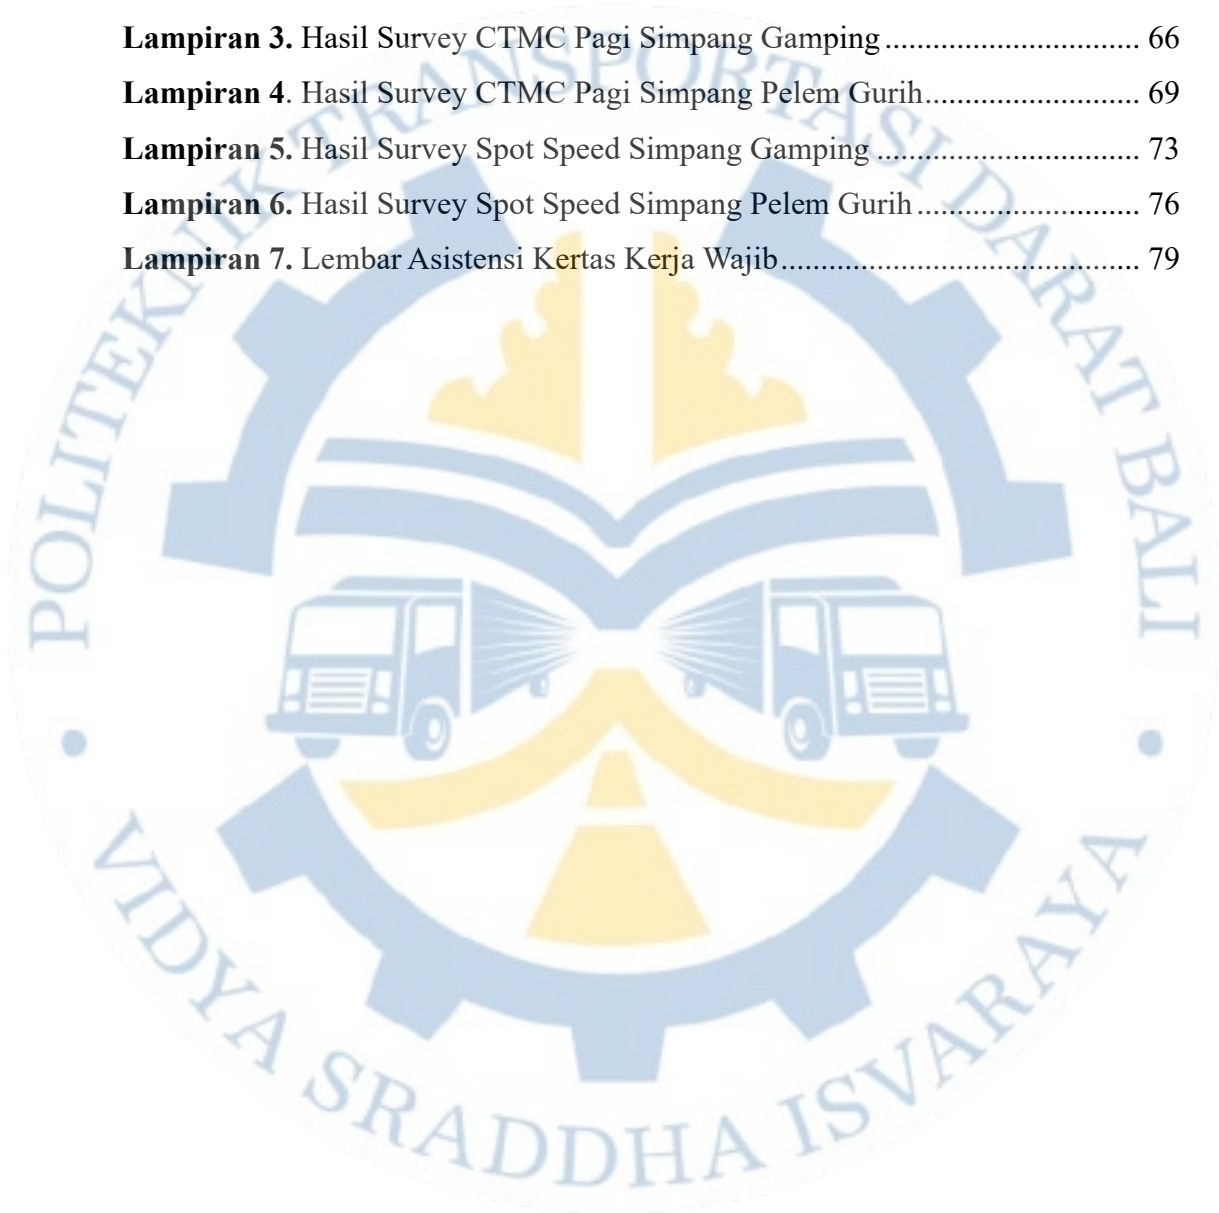 Lampiran 3. Hasil Survey CTMC Pagi Simpang Gamping ................................ 66
Lampiran 4. Hasil Survey CTMC Pagi Simpang Pelem Gurih........................... 69
Lampiran 5. Hasil Survey Spot Speed Simpang Gamping ................................. 73
Lampiran 6. Hasil Survey Spot Speed Simpang Pelem Gurih ............................ 76
Lampiran 7. Lembar Asistensi Kertas Kerja Wajib............................................. 79
POLITEKNIK TRANSPORTASI DARAT BALI
VIDYA SRADDHA ISVARAYA